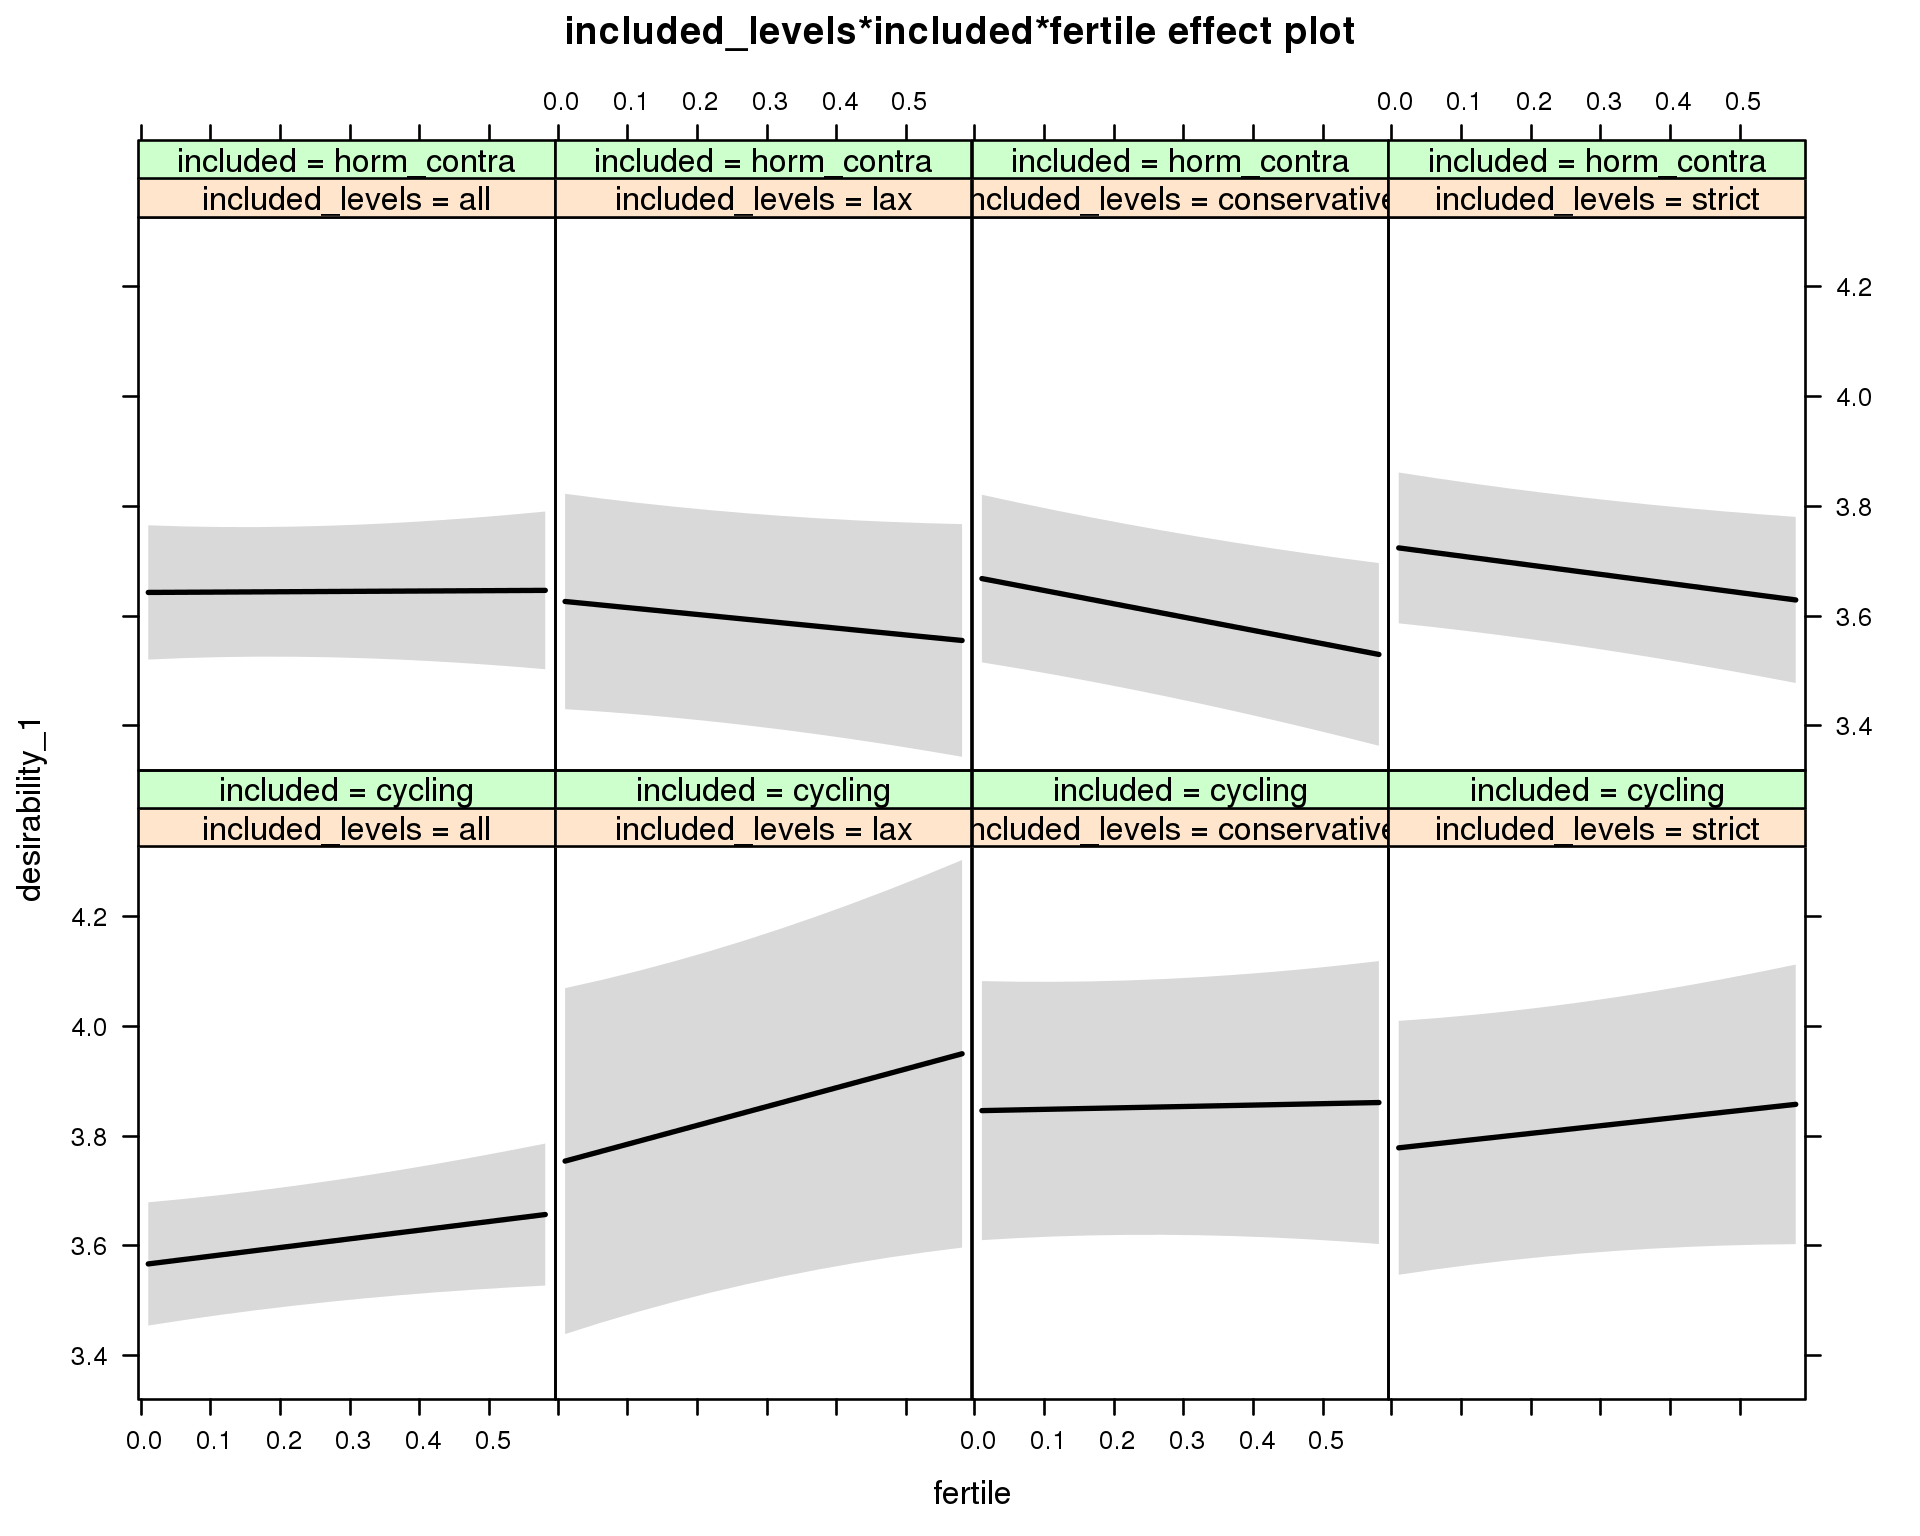 included_levels*included*fertile effect plot
0.0 0.1 0.2 0.3 0.4 0.5 0.0 0.1 0.2 0.3 0.4 0.5
included = horm_contra included = horm_contra included = horm_contra included = horm_contra
included_levels = all included_levels = lax ncluded_levels = conservative included_levels = strict
4.2
4.0
3.8
3.6
3.4
desirability_1
included = cycling included = cycling included = cycling included = cycling
included_levels = all included_levels = lax ncluded_levels = conservative included_levels = strict
4.2
4.0
3.8
3.6
3.4
0.0 0.1 0.2 0.3 0.4 0.5 0.0 0.1 0.2 0.3 0.4 0.5
fertile